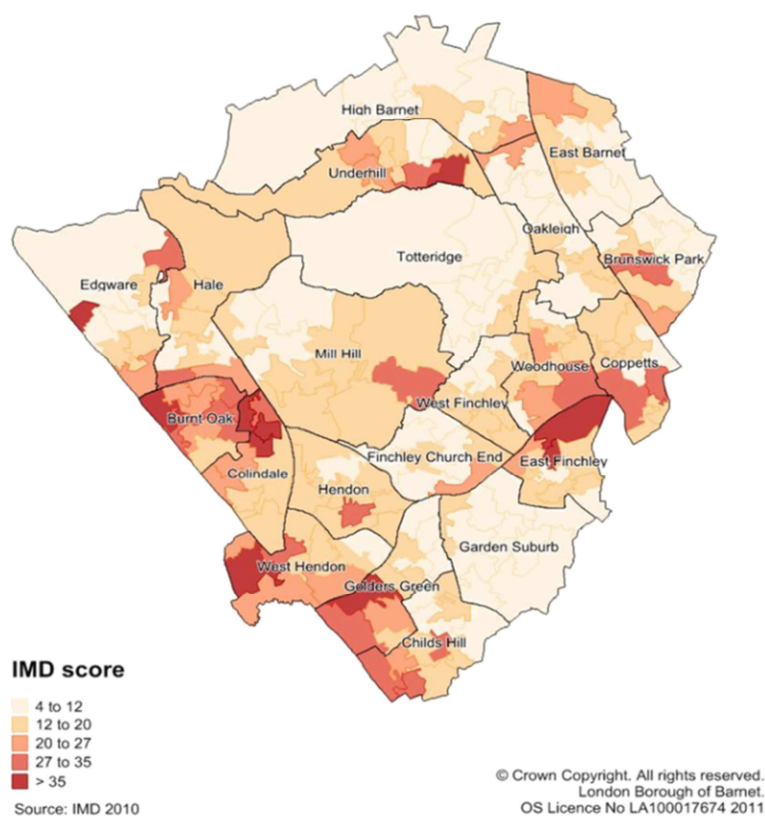 High Barnet
East Barnet
Underhill
Oakleigh
Totteridge
Brunswick Park
Edgware
Hale
Mill Hill
Woodhouse
Coppetts
West Finchley
Burnt Oak
Finchley Church End
East Finchley
Colindale
Hendon
Garden Suburb
West Hendon
Golders Green
Childs Hill
IMD score
4 to 12
12 to 20
20 to 27
27 to 35
> 35
Source: IMD 2010
© Crown Copyright. All rights reserved.
London Borough of Barnet.
OS Licence No LA100017674 2011